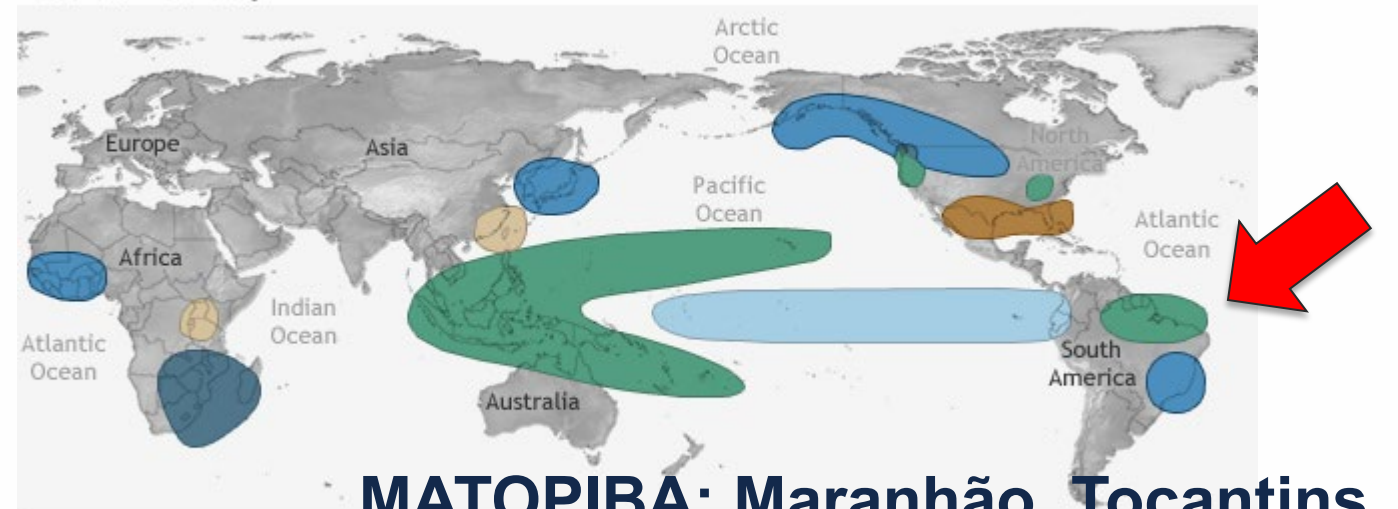 Arctic
Ocean
North
America
Europe
Asia
Pacific
Ocean
Atlantic
Ocean
Africa
Indian
Ocean
Atlantic
Ocean
South
America
Australia
MATOPIBA: Maranhão, Tocantins